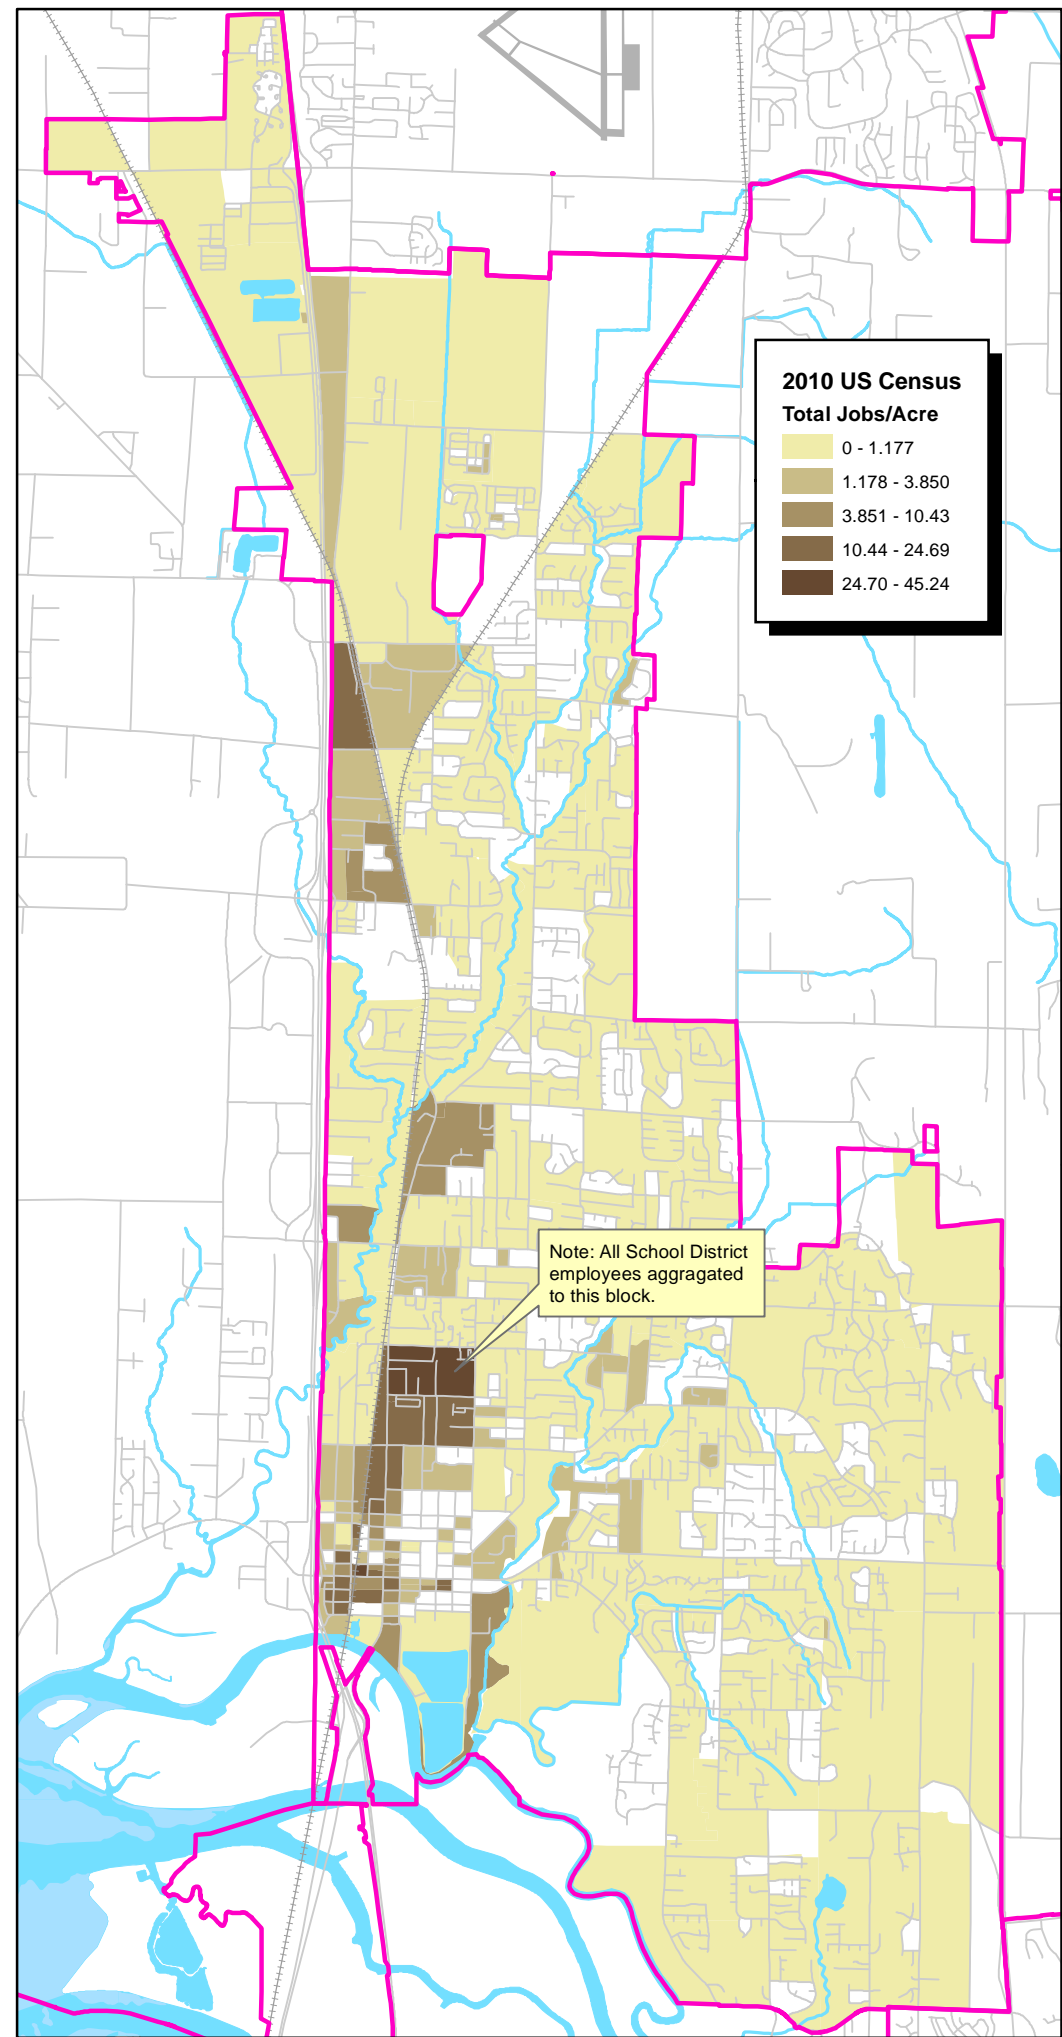 2010 US Census
Total Jobs/Acre
0 - 1.177
1.178 - 3.850
3.851 - 10.43
10.44 - 24.69
24.70 - 45.24
Note: All School District
employees aggragated
to this block.